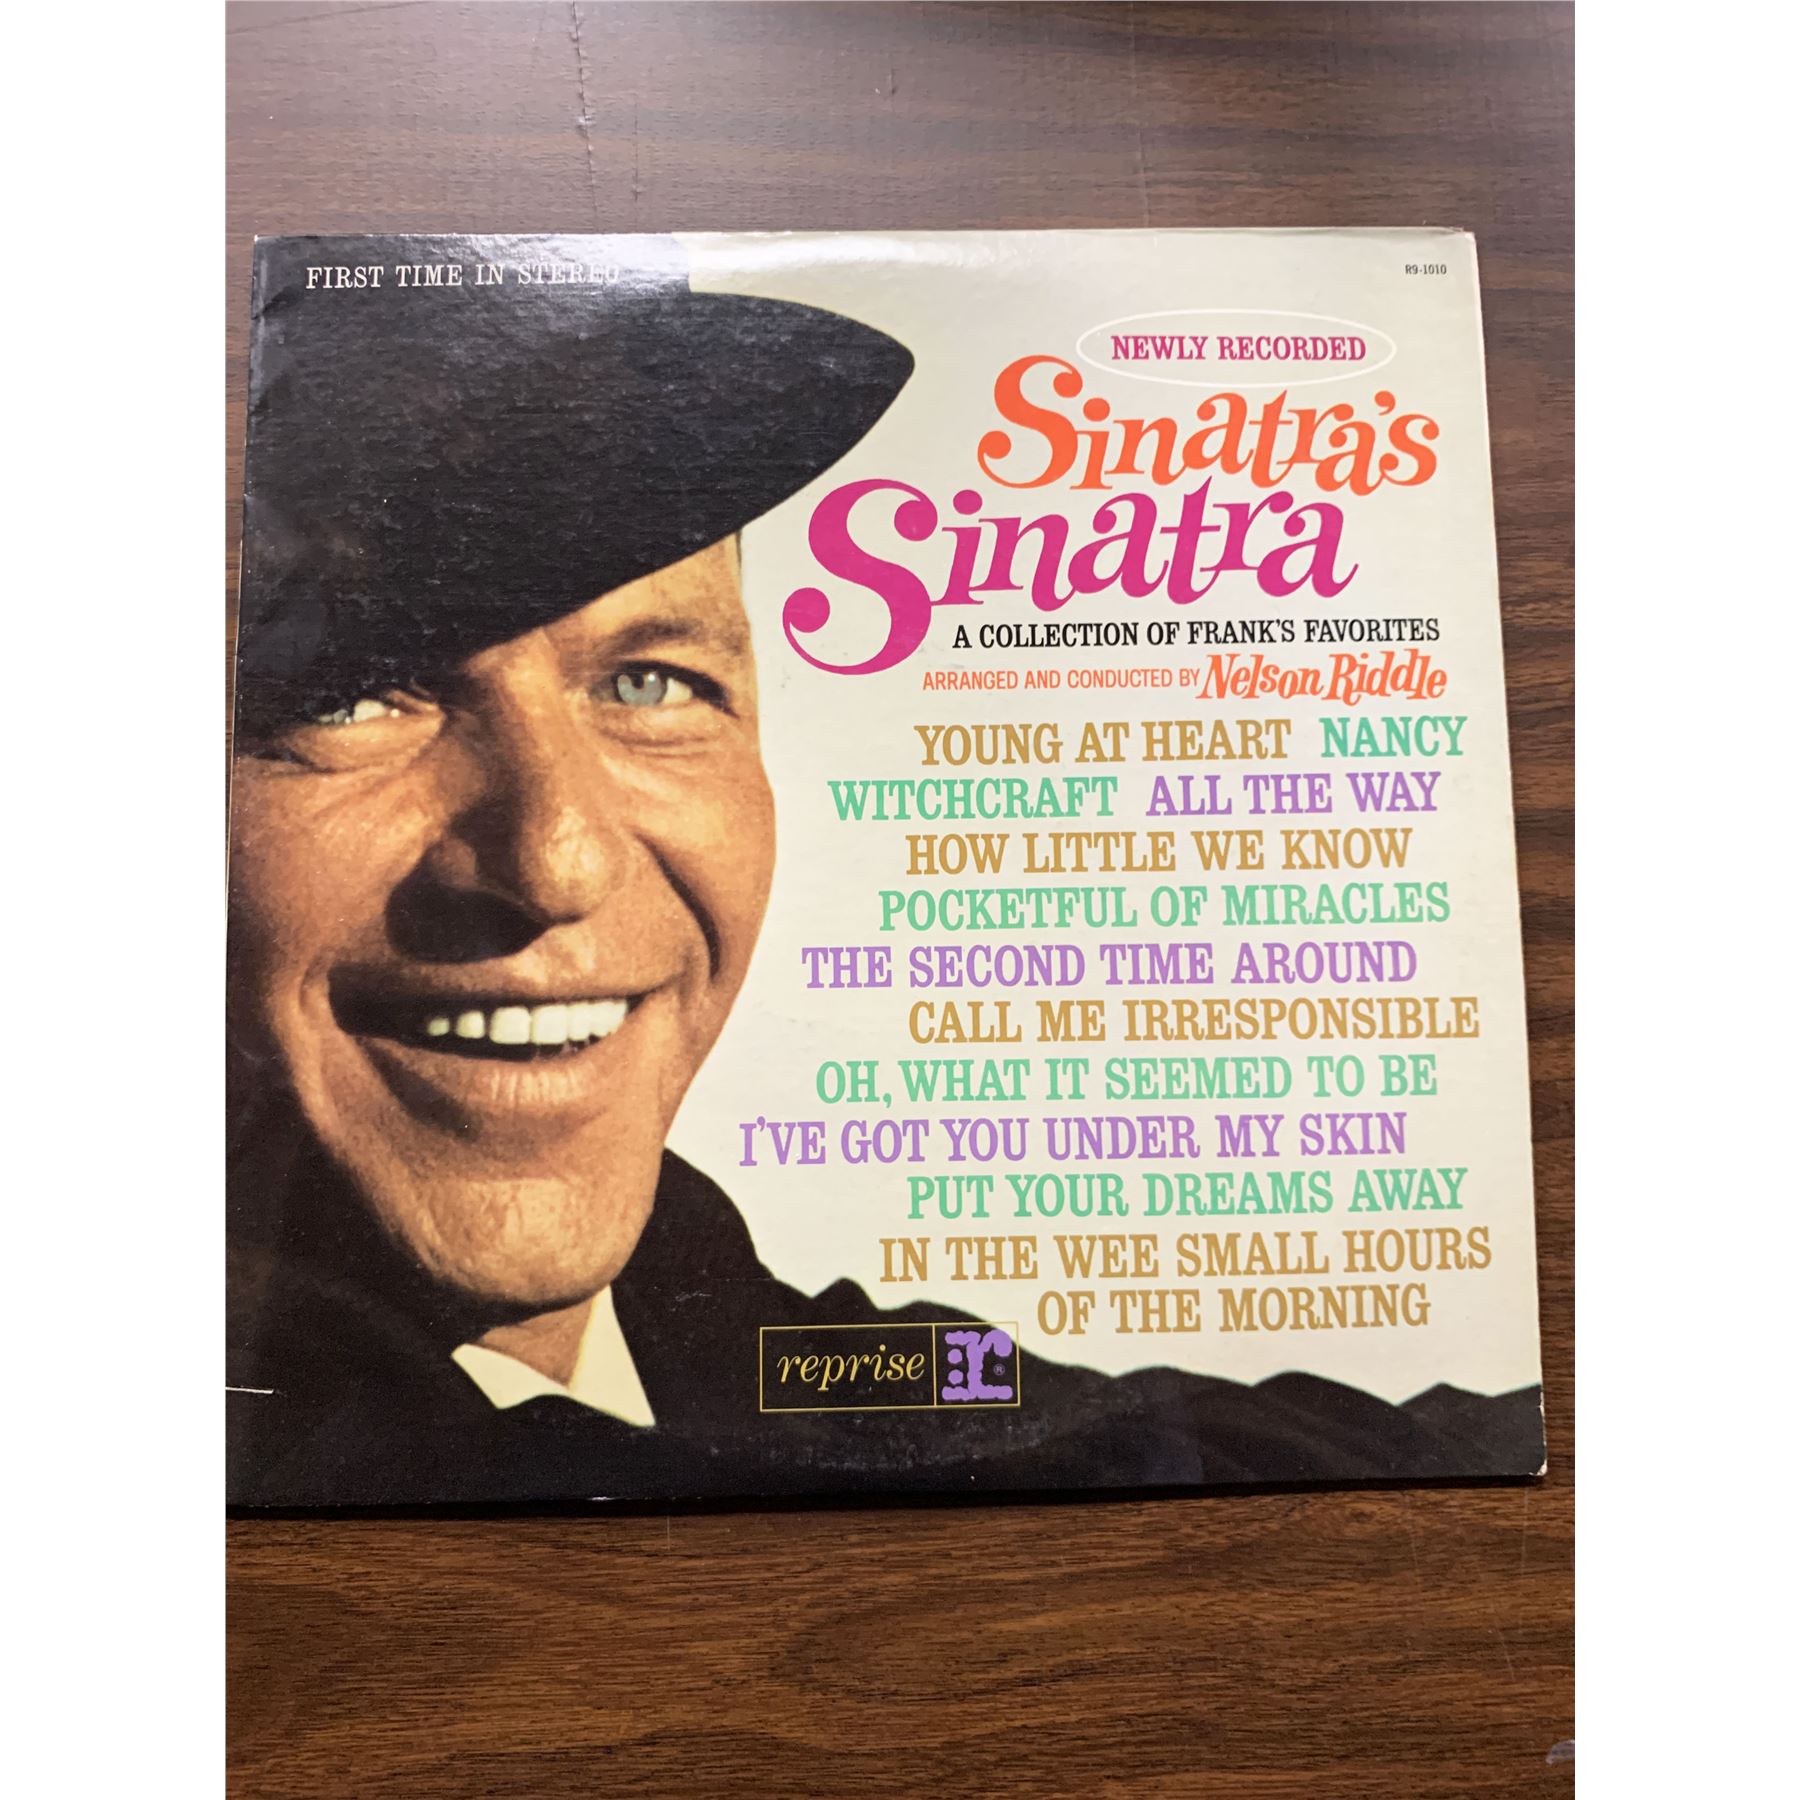 FIRST TIME IN STEREO
R9-1010
NEWLY RECORDED
Sinatra's
Sinatra
A COLLECTION OF FRANK'S FAVORITES
ARRANGED AND CONDUCTED BY Nelson Riddle
YOUNG AT HEART NANCY
WITCHCRAFT ALL THE WAY
HOW LITTLE WE KNOW
POCKETFUL OF MIRACLES
THE SECOND TIME AROUND
CALL ME IRRESPONSIBLE
OH, WHAT IT SEEMED TO BE
I'VE GOT YOU UNDER MY SKIN
PUT YOUR DREAMS AWAY
IN THE WEE SMALL HOURS
OF THE MORNING
reprise r ®